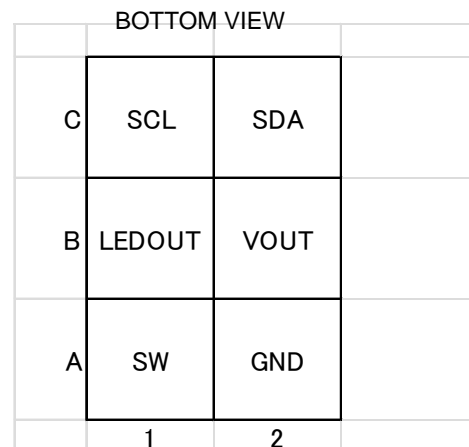 BOTTOM VIEW
C SCL SDA
B LEDOUT VOUT
A SW GND
1 2